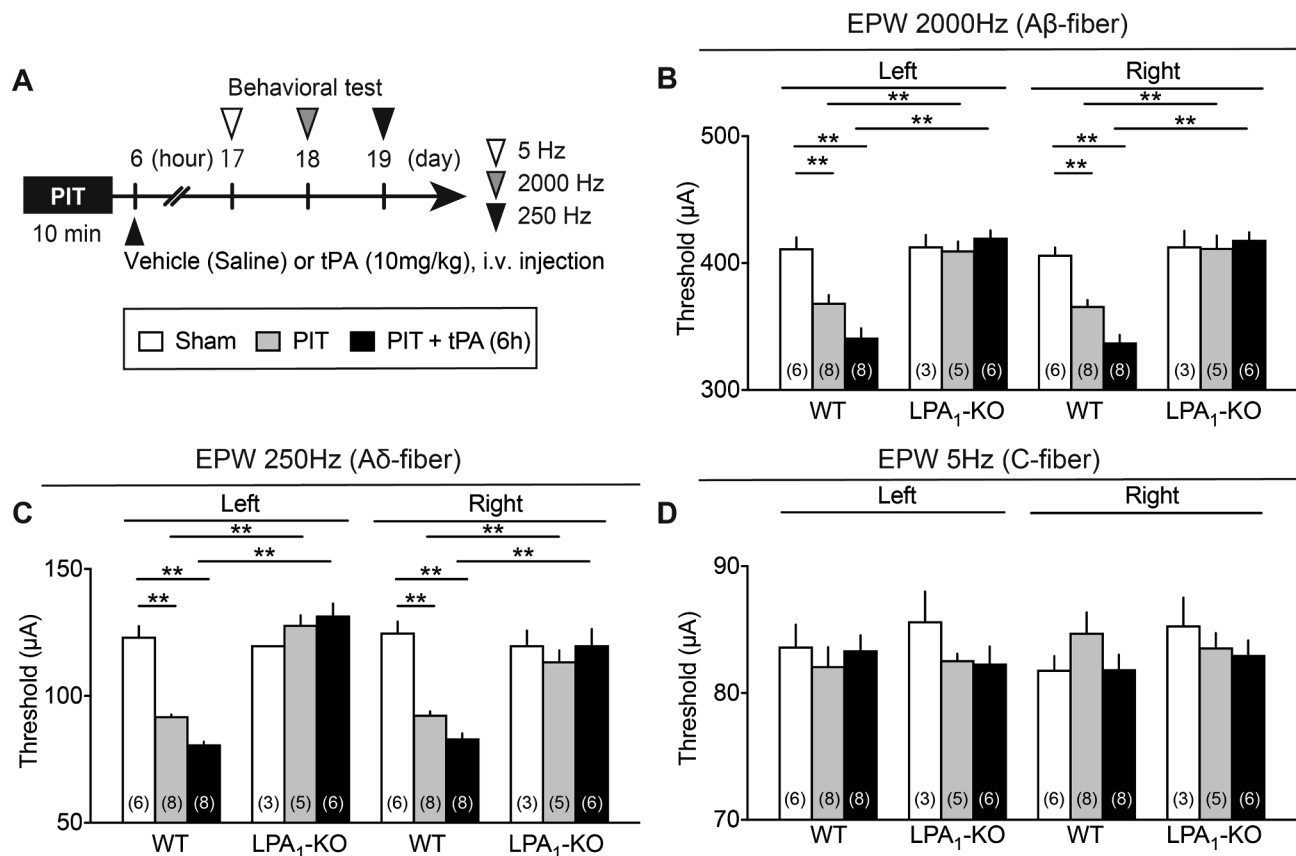 A
Behavioral test
6 (hour) 17 18 19 (day)
PIT
10 min
5 Hz
2000 Hz
250 Hz
Vehicle (Saline) or tPA (10mg/kg), i.v. injection
Sham PIT PIT + tPA (6h)
EPW 2000Hz (Aβ-fiber)
B
Left Right
** **
** **
** **
** **
500
400
300
Threshold (µA)
(6) (8) (8) (3) (5) (6) (6) (8) (8) (3) (5) (6)
WT LPA1-KO WT LPA1-KO
EPW 250Hz (Aδ-fiber)
C
Left Right
** **
** **
** **
** **
150
100
50
Threshold (µA)
(6) (8) (8) (3) (5) (6) (6) (8) (8) (3) (5) (6)
WT LPA1-KO WT LPA1-KO
EPW 5Hz (C-fiber)
D
Left Right
90
80
70
Threshold (µA)
(6) (8) (8) (3) (5) (6) (6) (8) (8) (3) (5) (6)
WT LPA1-KO WT LPA1-KO